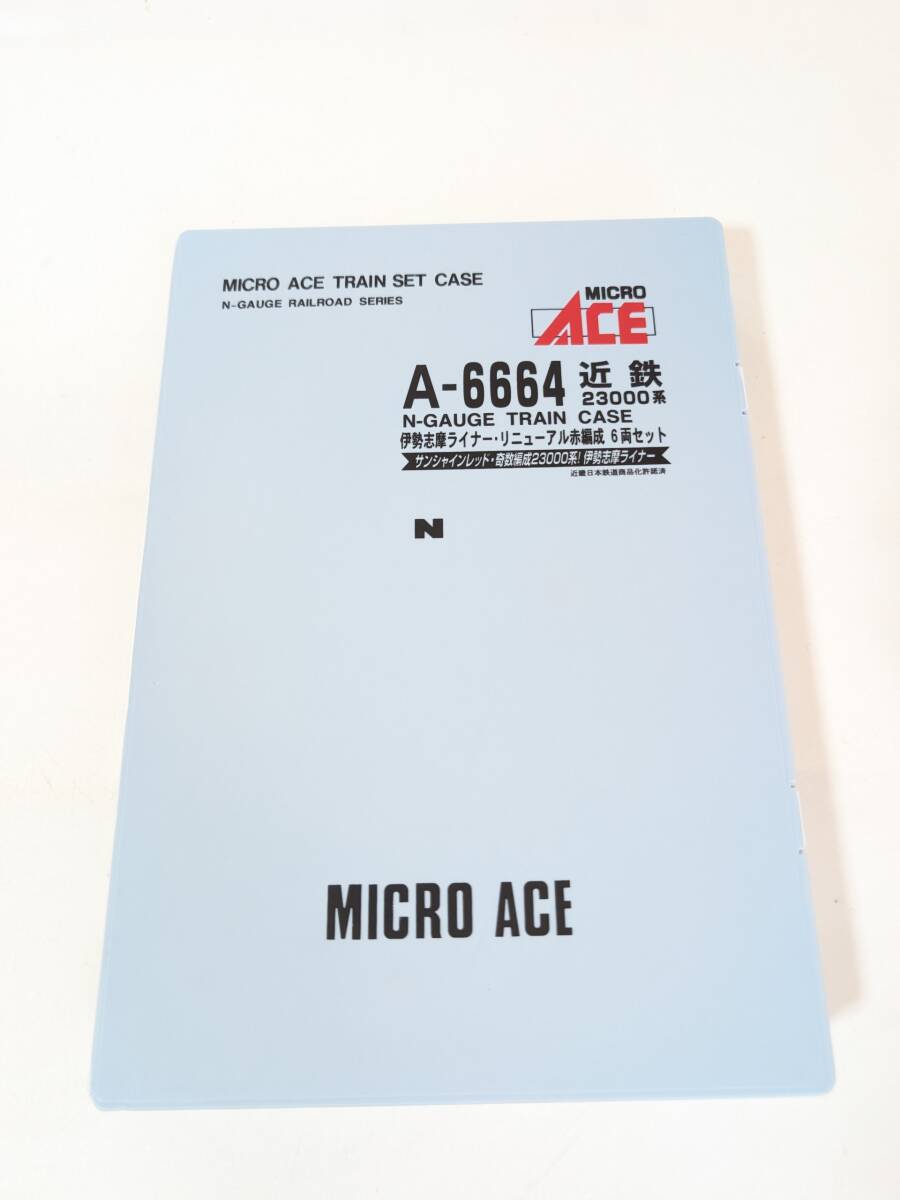 MICRO ACE TRAIN SET CASE
N-GAUGE RAILROAD SERIES
MICRO
ACE
A-6664 近鉄
23000系
N-GAUGE TRAIN CASE
伊勢志摩ライナー・リニューアル赤編成 6両セット
サンシャインレッド・奇数編成23000系!伊勢志摩ライナー
近畿日本鉄道商品化許諾済
N
MICRO ACE